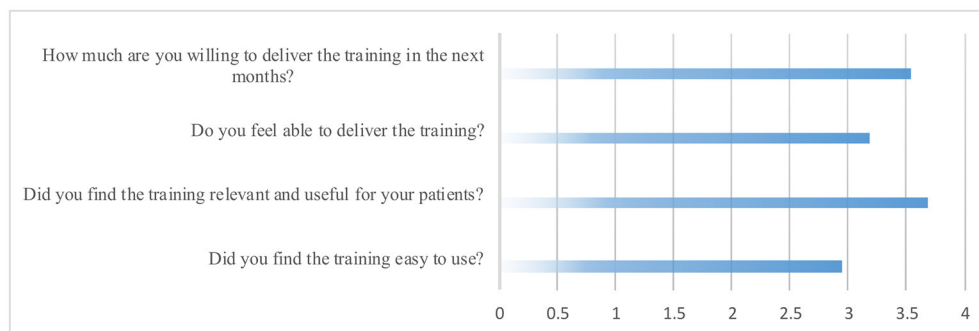 How much are you willing to deliver the training in the next
months?
Do you feel able to deliver the training?
Did you find the training relevant and useful for your patients?
Did you find the training easy to use?
0 0.5 1 1.5 2 2.5 3 3.5 4